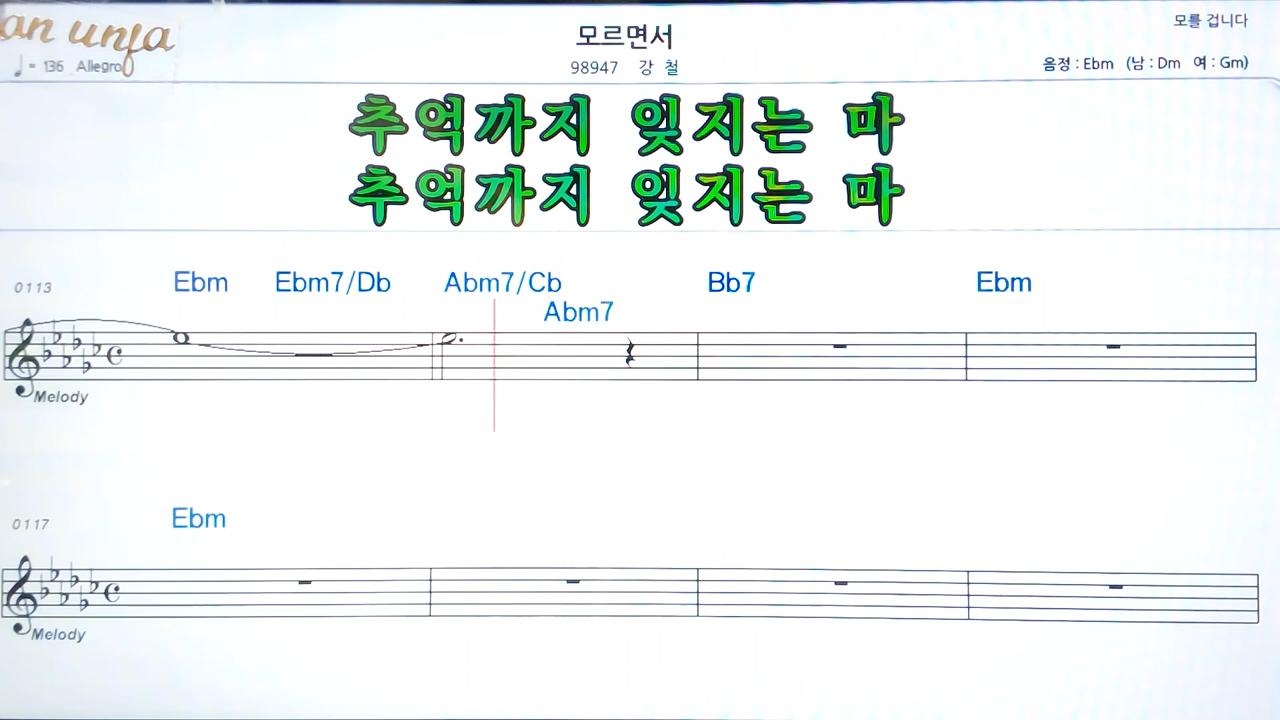 an unja
모를 겁니다
모르면서
♩= 136 Allegro
98947 강 철
음정 : Ebm (남 : Dm 여 : Gm)
추억까지 잊지는 마
추억까지 잊지는 마
0113 Ebm Ebm7/Db Abm7/Cb Bb7 Ebm
Abm7
Melody
0117 Ebm
Melody